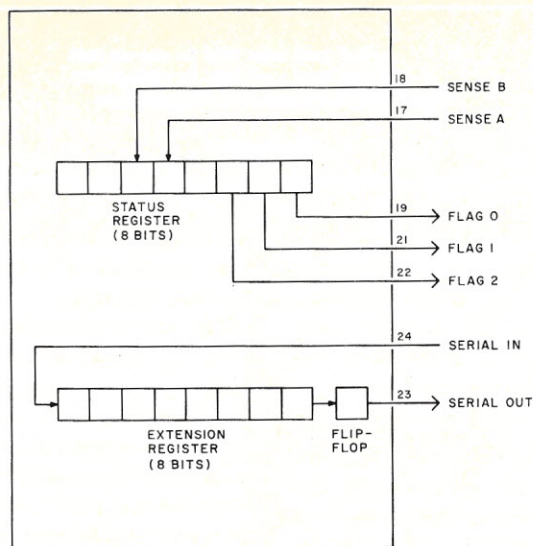 18
SENSE B
17
SENSE A
STATUS
REGISTER
(8 BITS)
19
FLAG 0
21
FLAG 1
22
FLAG 2
24
SERIAL IN
23
SERIAL OUT
EXTENSION
REGISTER
(8 BITS)
FLIP-
FLOP